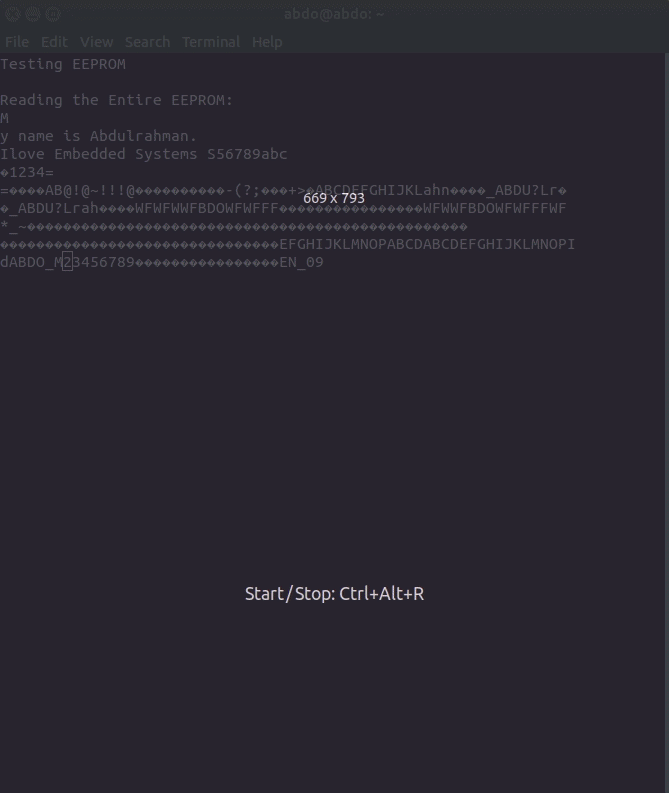 abdo@abdo: ~
File Edit View Search Terminal Help
Testing EEPROM
Reading the Entire EEPROM:
M
y name is Abdulrahman.
Ilove Embedded Systems S56789abc
�1234=
=����AB@!@~!!!@����������-(?;���+>�ABCDEFGHIJKLahn����_ABDU?Lr�
669 x 793
�_ABDU?Lrah����WFWFWWFBDOWFWFFF����������������WFWWFBDOWFWFFFWF
*_~�������������������������������������������������
�������������������������������EFGHIJKLMNOPABCDABCDEFGHIJKLMNOPI
dABDO_M23456789����������������EN_09
Start/Stop: Ctrl+Alt+R